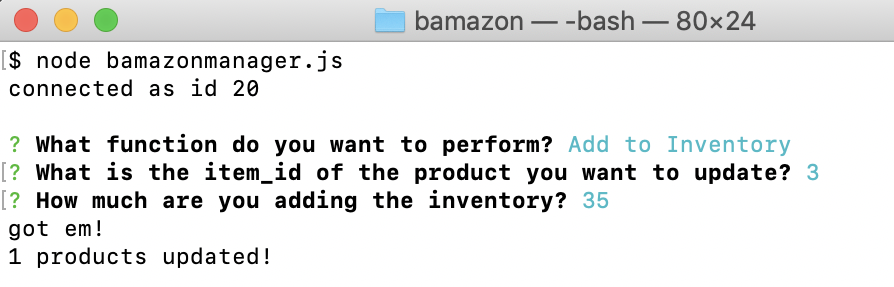 bamazon — -bash — 80×24
[$ node bamazonmanager.js
connected as id 20
? What function do you want to perform? Add to Inventory
[? What is the item_id of the product you want to update? 3
[? How much are you adding the inventory? 35
got em!
1 products updated!